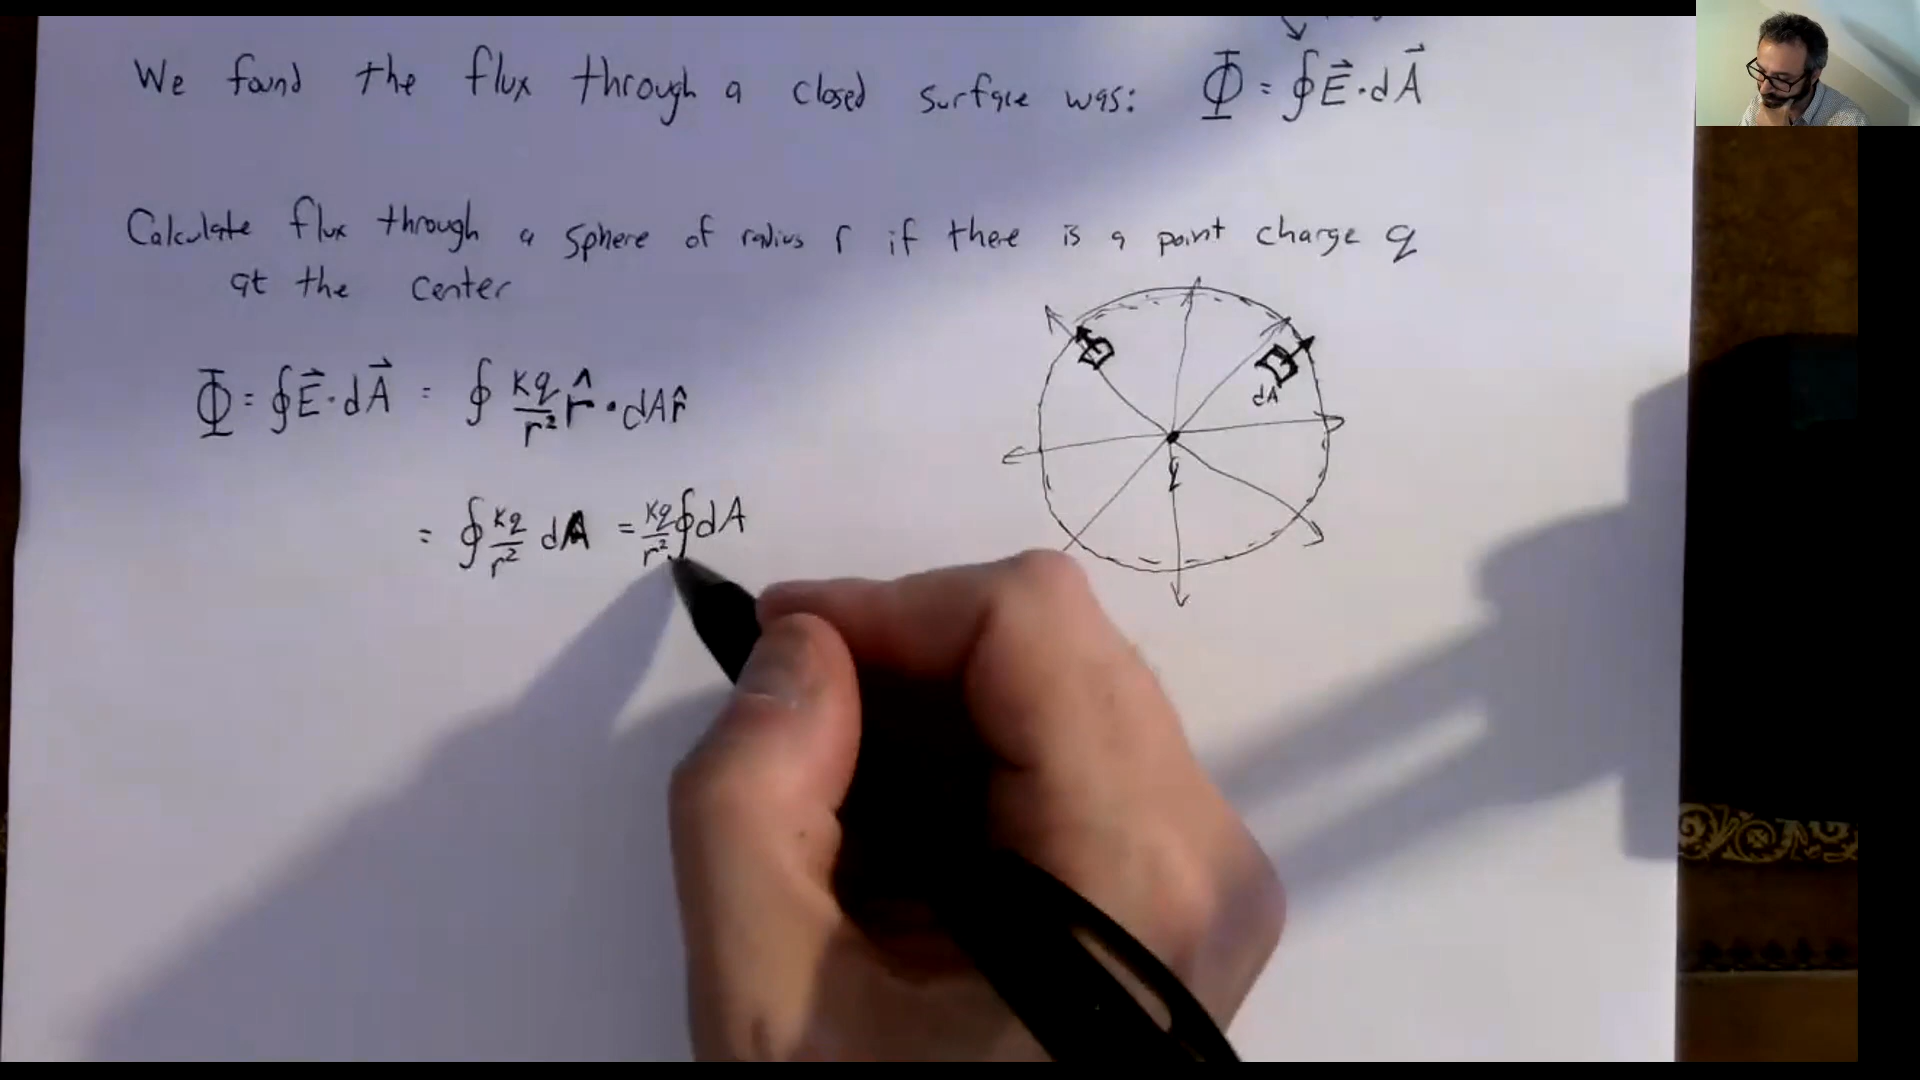 We found the flux through a closed surface was: Φ = ∮E⃗·dA⃗
Calculate flux through a sphere of radius r if there is a point charge q
at the center
Φ = ∮E⃗·dA⃗ = ∮ kq/r² r̂ · dA r̂
= ∮ kq/r² dA = kq/r² ∮dA
dA
q